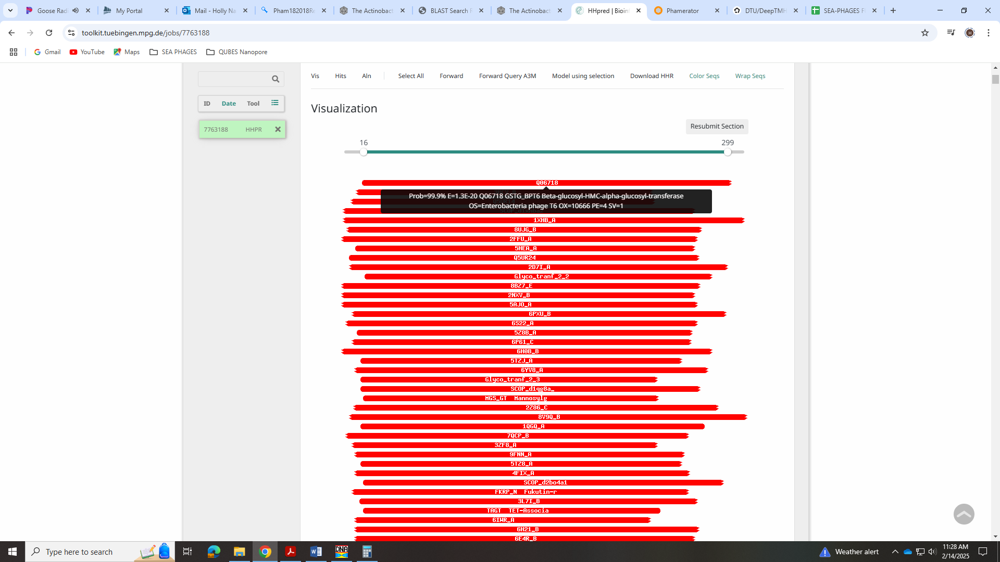 Goose Radi
My Portal
Mail - Holly Na
Pham182018Re
The Actinobact
BLAST Search R
The Actinobact
HHpred | Bioinf
Phamerator
DTU/DeepTMH
SEA-PHAGES F
toolkit.tuebingen.mpg.de/jobs/7763188
Gmail
YouTube
Maps
SEA PHAGES
QUBES Nanopore
Vis
Hits
Aln
Select All
Forward
Forward Query A3M
Model using selection
Download HHR
Color Seqs
Wrap Seqs
ID
Date
Tool
7763188
HHPR
Visualization
Resubmit Section
16
299
Q06718
Prob=99.9% E=1.3E-20 Q06718 GSTG_BPT6 Beta-glucosyl-HMC-alpha-glucosyl-transferase
OS=Enterobacteria phage T6 OX=10666 PE=4 SV=1
1XHB_A
8UJG_B
2FFU_A
5HEA_A
Q5UR24
2D7I_A
Glyco_tranf_2_2
8BZ7_E
2NXV_B
5AJO_A
6PXU_B
6S22_A
5Z8B_A
6P61_C
6H0B_B
5TZJ_A
6YV8_A
Glyco_tranf_2_3
SCOP_d1qg8a_
MGS_GT Mannosylg
2Z86_C
8V9Q_B
1QGQ_A
7QCP_B
3ZF8_A
9FNN_A
5TZ8_A
4FIX_A
SCOP_d2bo4a1
FKRP_N Fukutin-r
3L7I_B
TAGT TET-Associa
6IWR_A
6H21_B
6E4R_B
Type here to search
DNA
Weather alert
11:28 AM
2/14/2025